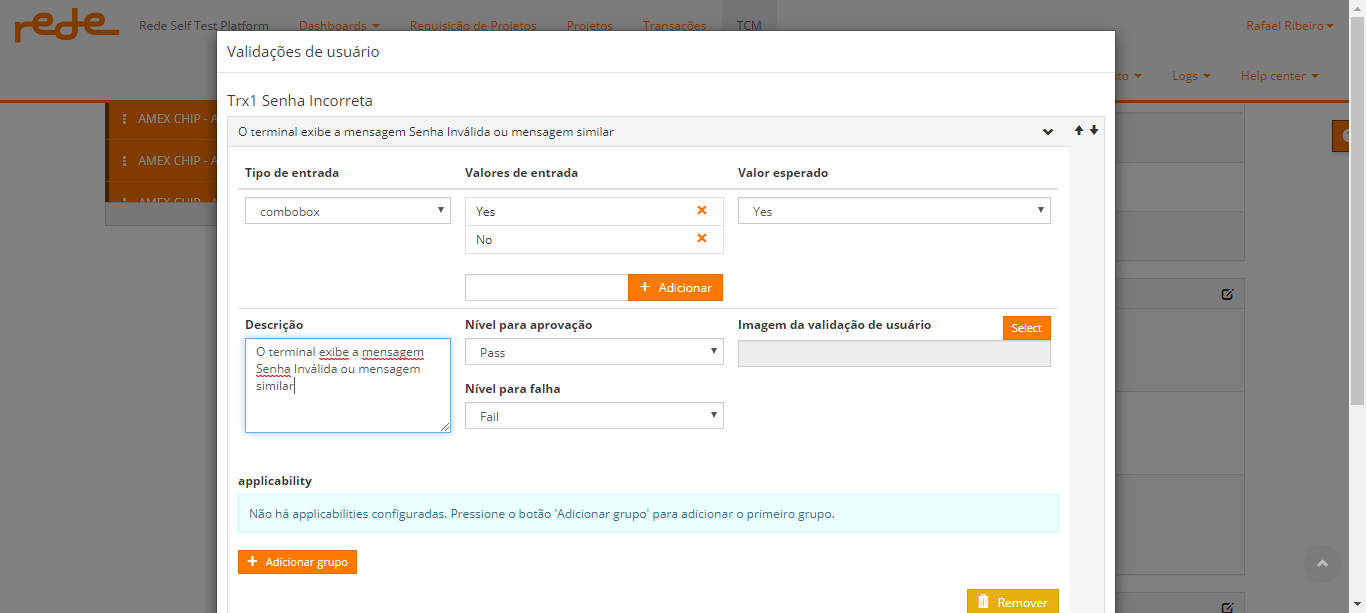 rede Rede Self Test Platform Dashboards Requisição de Projetos Projetos Transações TCM Rafael Ribeiro
Validações de usuário
Logs Help center
Trx1 Senha Incorreta
AMEX CHIP - A
O terminal exibe a mensagem Senha Inválida ou mensagem similar
AMEX CHIP - A
Tipo de entrada Valores de entrada Valor esperado
AMEX CHIP - A
combobox Yes Yes
No
+ Adicionar
Descrição Nível para aprovação Imagem da validação de usuário Select
O terminal exibe a mensagem
Senha Inválida ou mensagem
similar
Pass
Nível para falha
Fail
applicability
Não há applicabilities configuradas. Pressione o botão 'Adicionar grupo' para adicionar o primeiro grupo.
+ Adicionar grupo
Remover